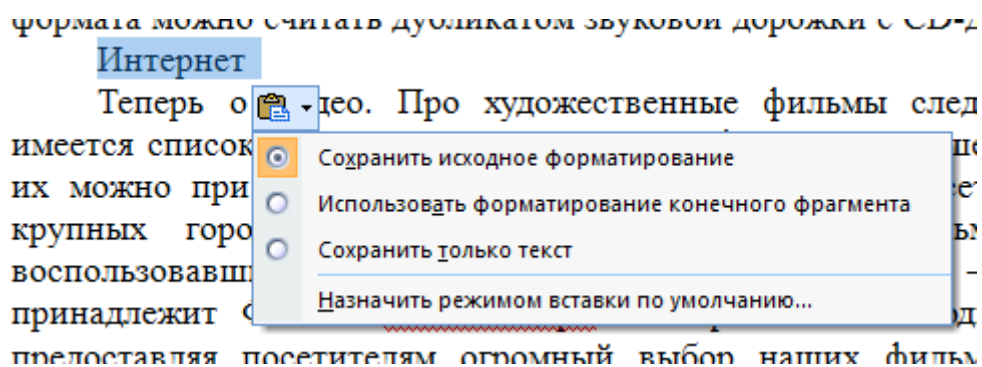 формата можно считать дубликатом звуковой дорожки с CD-
Интернет
Теперь о део. Про художественные фильмы след
имеется список
Сохранить исходное форматирование
их можно при
Использовать форматирование конечного фрагмента
крупных горо
Сохранить только текст
воспользовавш
Назначить режимом вставки по умолчанию...
принадлежит
предоставляя посетителям огромный выбор наших фильм